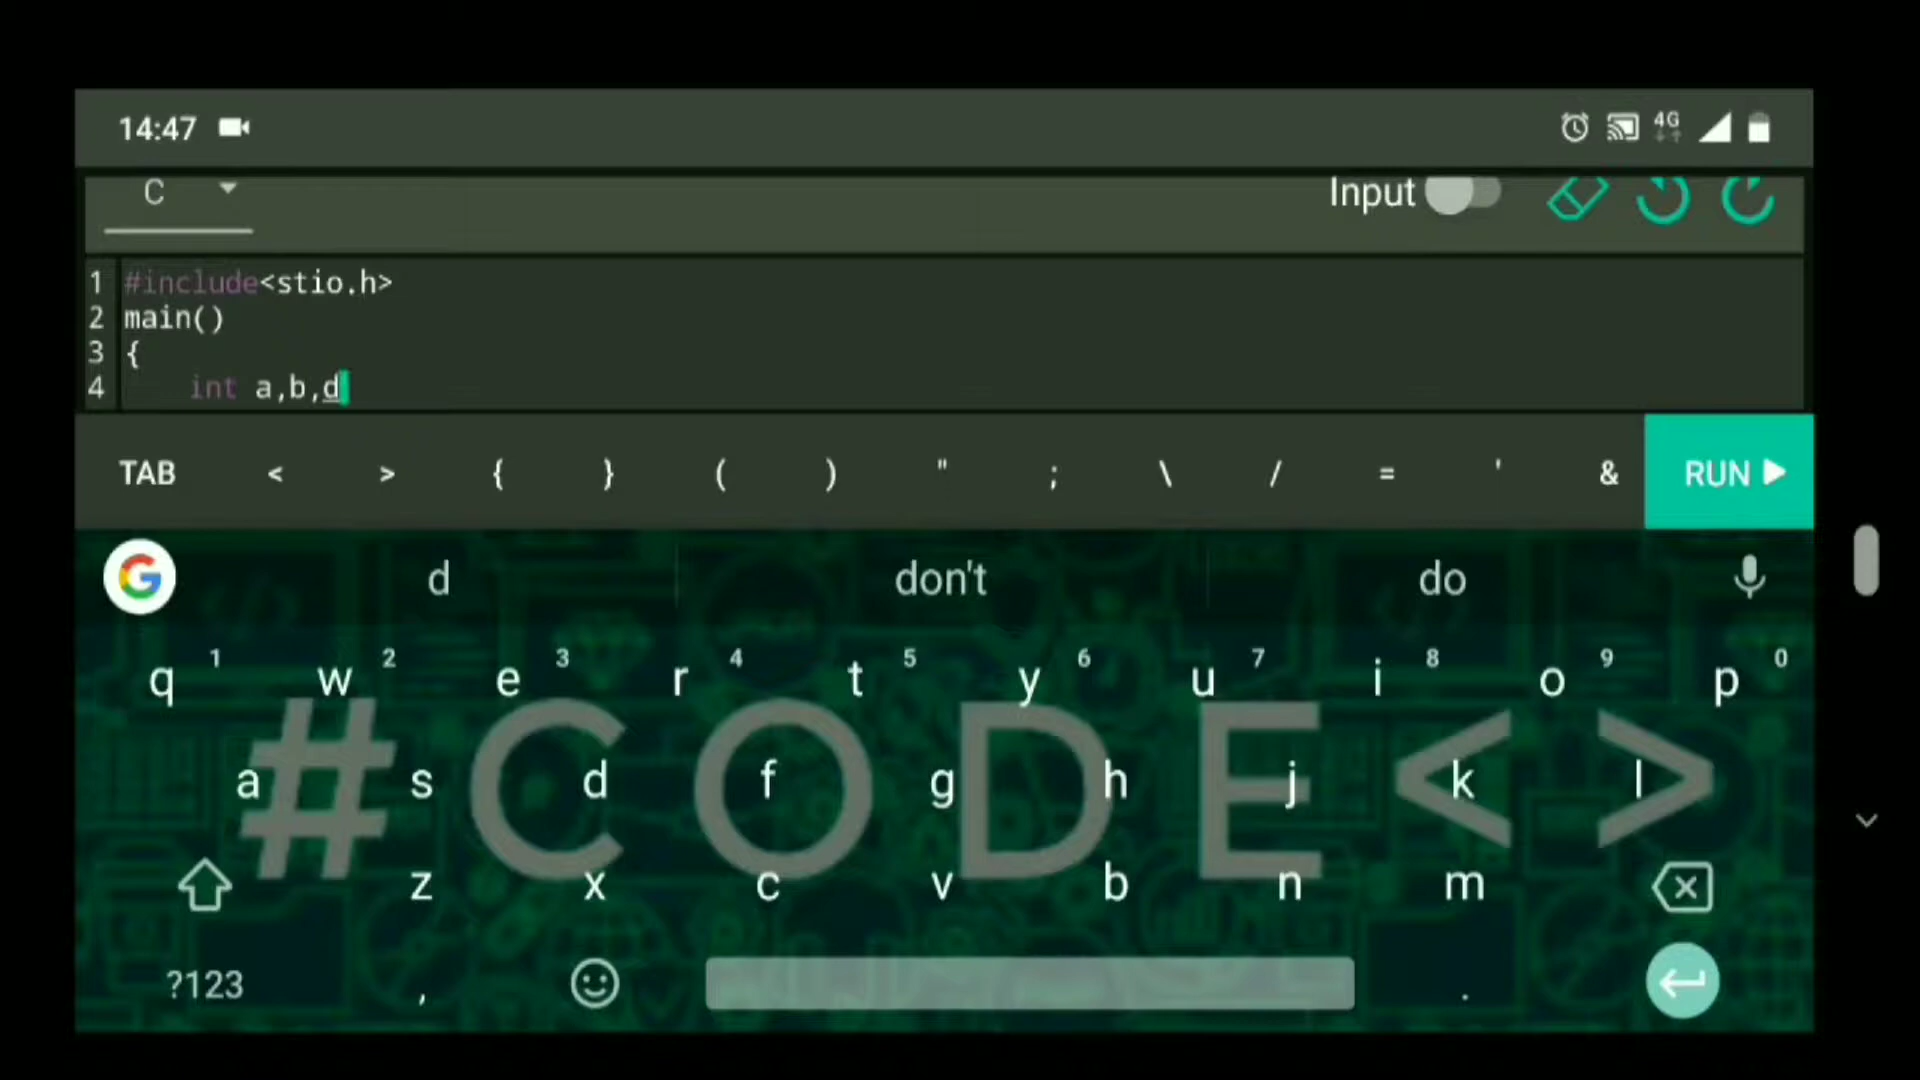 14:47 4G
C Input
1 #include<stio.h>
2 main()
3 {
4 int a,b,d
TAB < > { } ( ) " ; \ / = ' & RUN
G d don't do
q 1 w 2 e 3 r 4 t 5 y 6 u 7 i 8 o 9 p 0
#CODE<>
a s d f g h j k l
z x c v b n m
?123 , .